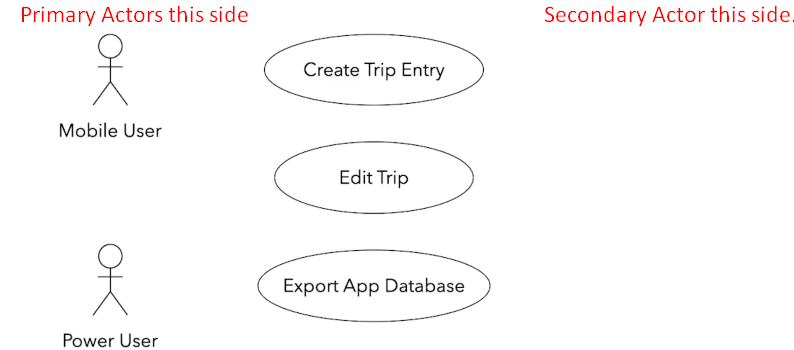 Primary Actors this side
Secondary Actor this side.
Create Trip Entry
Mobile User
Edit Trip
Export App Database
Power User